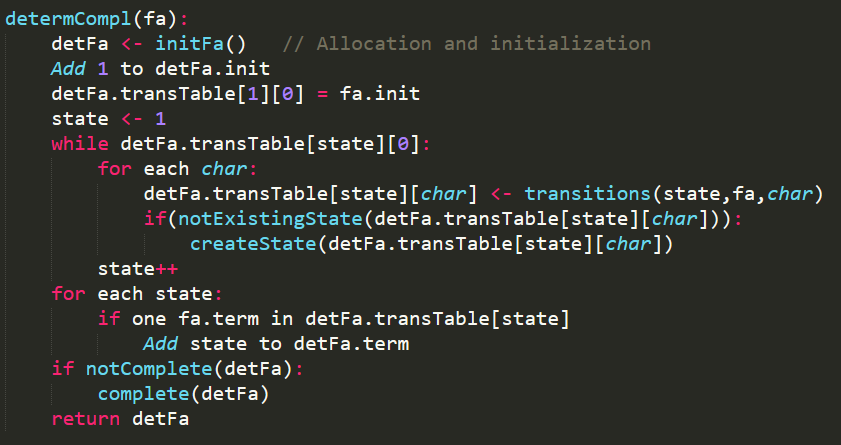 determCompl(fa):
    detFa <- initFa()   // Allocation and initialization
    Add 1 to detFa.init
    detFa.transTable[1][0] = fa.init
    state <- 1
    while detFa.transTable[state][0]:
        for each char:
            detFa.transTable[state][char] <- transitions(state,fa,char)
            if(notExistingState(detFa.transTable[state][char])):
                createState(detFa.transTable[state][char])
        state++
    for each state:
        if one fa.term in detFa.transTable[state]
            Add state to detFa.term
    if notComplete(detFa):
        complete(detFa)
    return detFa